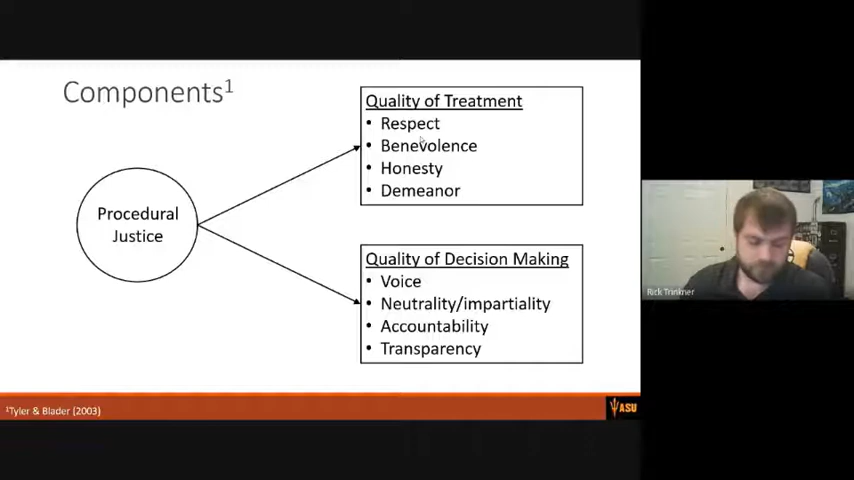 Components¹
Procedural
Justice
Quality of Treatment
• Respect
• Benevolence
• Honesty
• Demeanor
Quality of Decision Making
• Voice
• Neutrality/impartiality
• Accountability
• Transparency
¹Tyler & Blader (2003)
ASU
Rick Trinkner